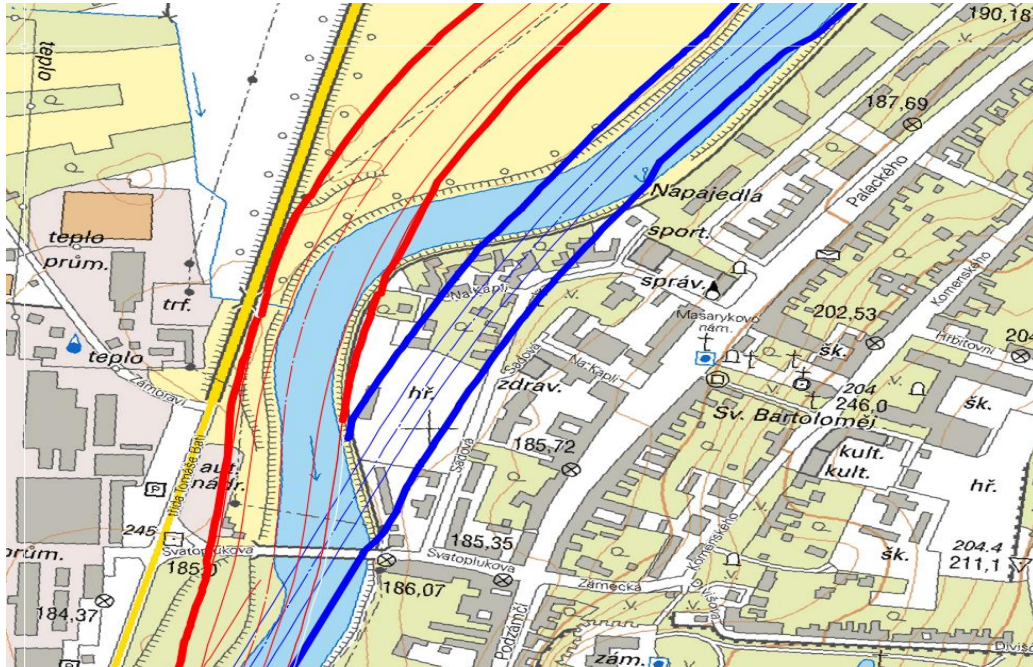 190,18
teplo
187,69
Palackého
Napajedla
teplo
prům.
sport.
Komenského
trf.
Na Kapli
správ.
202,53
Masarykovo
nám.
Hřbitovní
204
teplo
šk.
Zámoraví
Sadová
Na Kapli
hř.
zdrav.
204
246,0
šk.
Sv. Bartoloměj
třída Tomáše Bati
185,72
kult.
kult.
aut.
nádr.
Sadová
hř.
P
245
Komenského
Svatoplukova
185,35
Svatoplukova
prům.
185,0
šk.
204.4
211,1
186,07
Zámecká
184,37
Podzámčí
Nábřeží
zám.
P